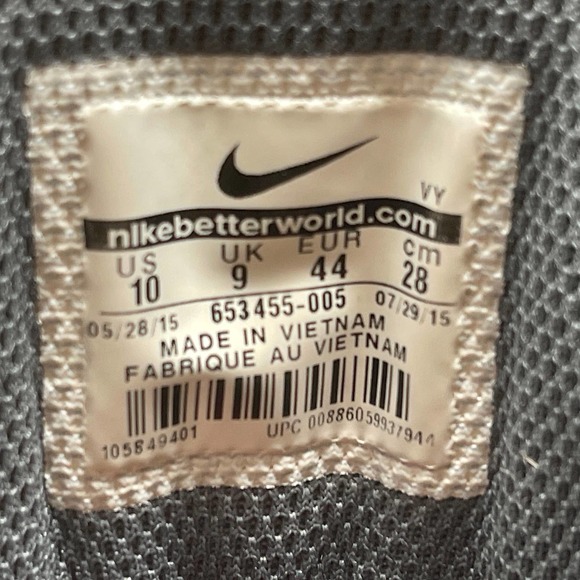 VY
nikebetterworld.com
US UK EUR cm
10 9 44 28
05/28/15 653455-005 07/29/15
MADE IN VIETNAM
FABRIQUE AU VIETNAM
105849401 UPC 00886059937944